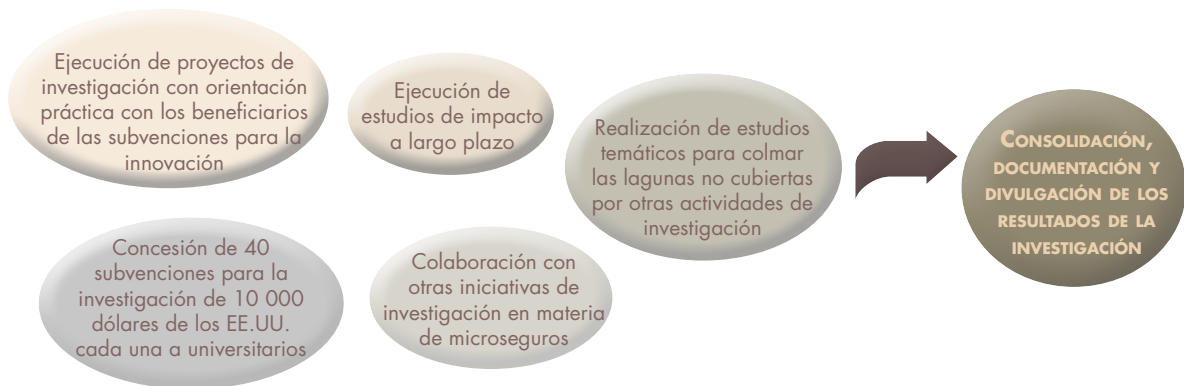 Ejecución de proyectos de
investigación con orientación
práctica con los beneficiarios
de las subvenciones para la
innovación
Ejecución de
estudios de impacto
a largo plazo
Realización de estudios
temáticos para colmar
las lagunas no cubiertas
por otras actividades de
investigación
CONSOLIDACIÓN,
DOCUMENTACIÓN Y
DIVULGACIÓN DE LOS
RESULTADOS DE LA
INVESTIGACIÓN
Concesión de 40
subvenciones para la
investigación de 10 000
dólares de los EE.UU.
cada una a universitarios
Colaboración con
otras iniciativas de
investigación en materia
de microseguros